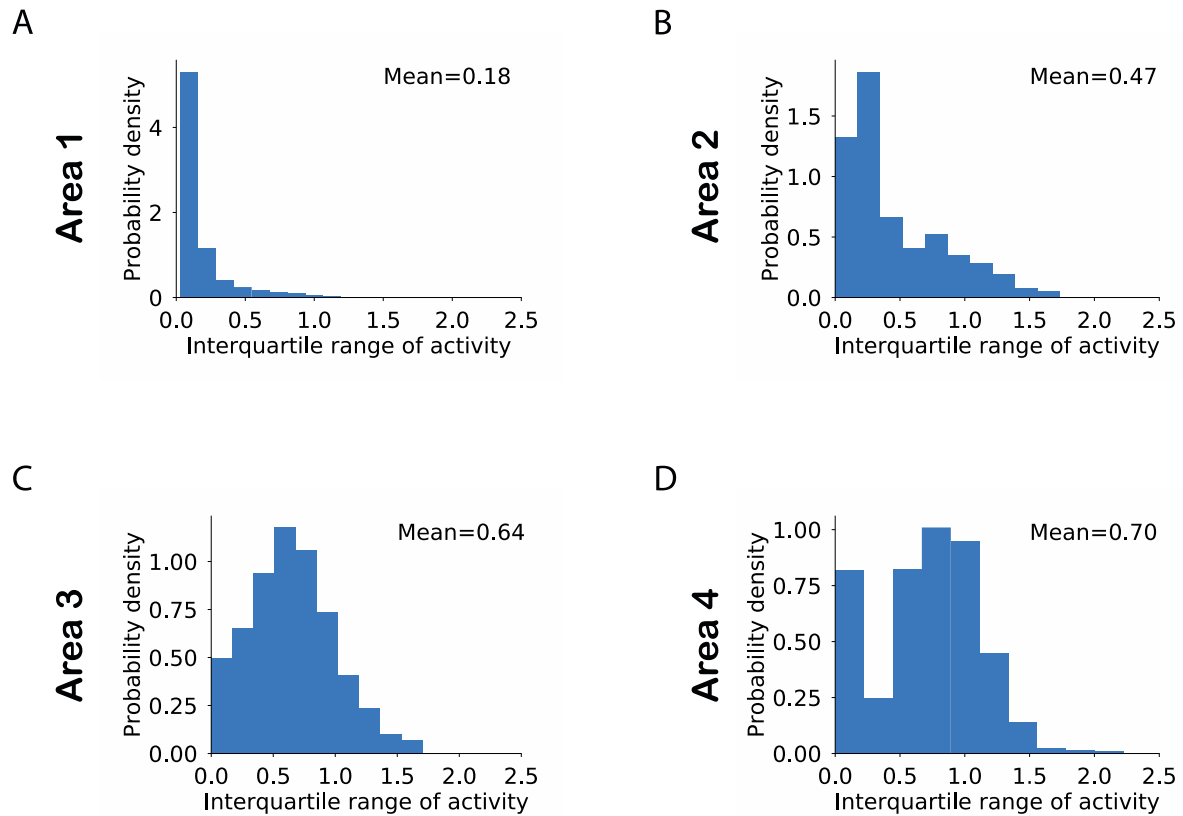 A
Area 1
Probability density
4
2
0
Mean=0.18
0.0 0.5 1.0 1.5 2.0 2.5
Interquartile range of activity
B
Area 2
Probability density
1.5
1.0
0.5
0.0
Mean=0.47
0.0 0.5 1.0 1.5 2.0 2.5
Interquartile range of activity
C
Area 3
Probability density
1.00
0.75
0.50
0.25
0.00
Mean=0.64
0.0 0.5 1.0 1.5 2.0 2.5
Interquartile range of activity
D
Area 4
Probability density
1.00
0.75
0.50
0.25
0.00
Mean=0.70
0.0 0.5 1.0 1.5 2.0 2.5
Interquartile range of activity